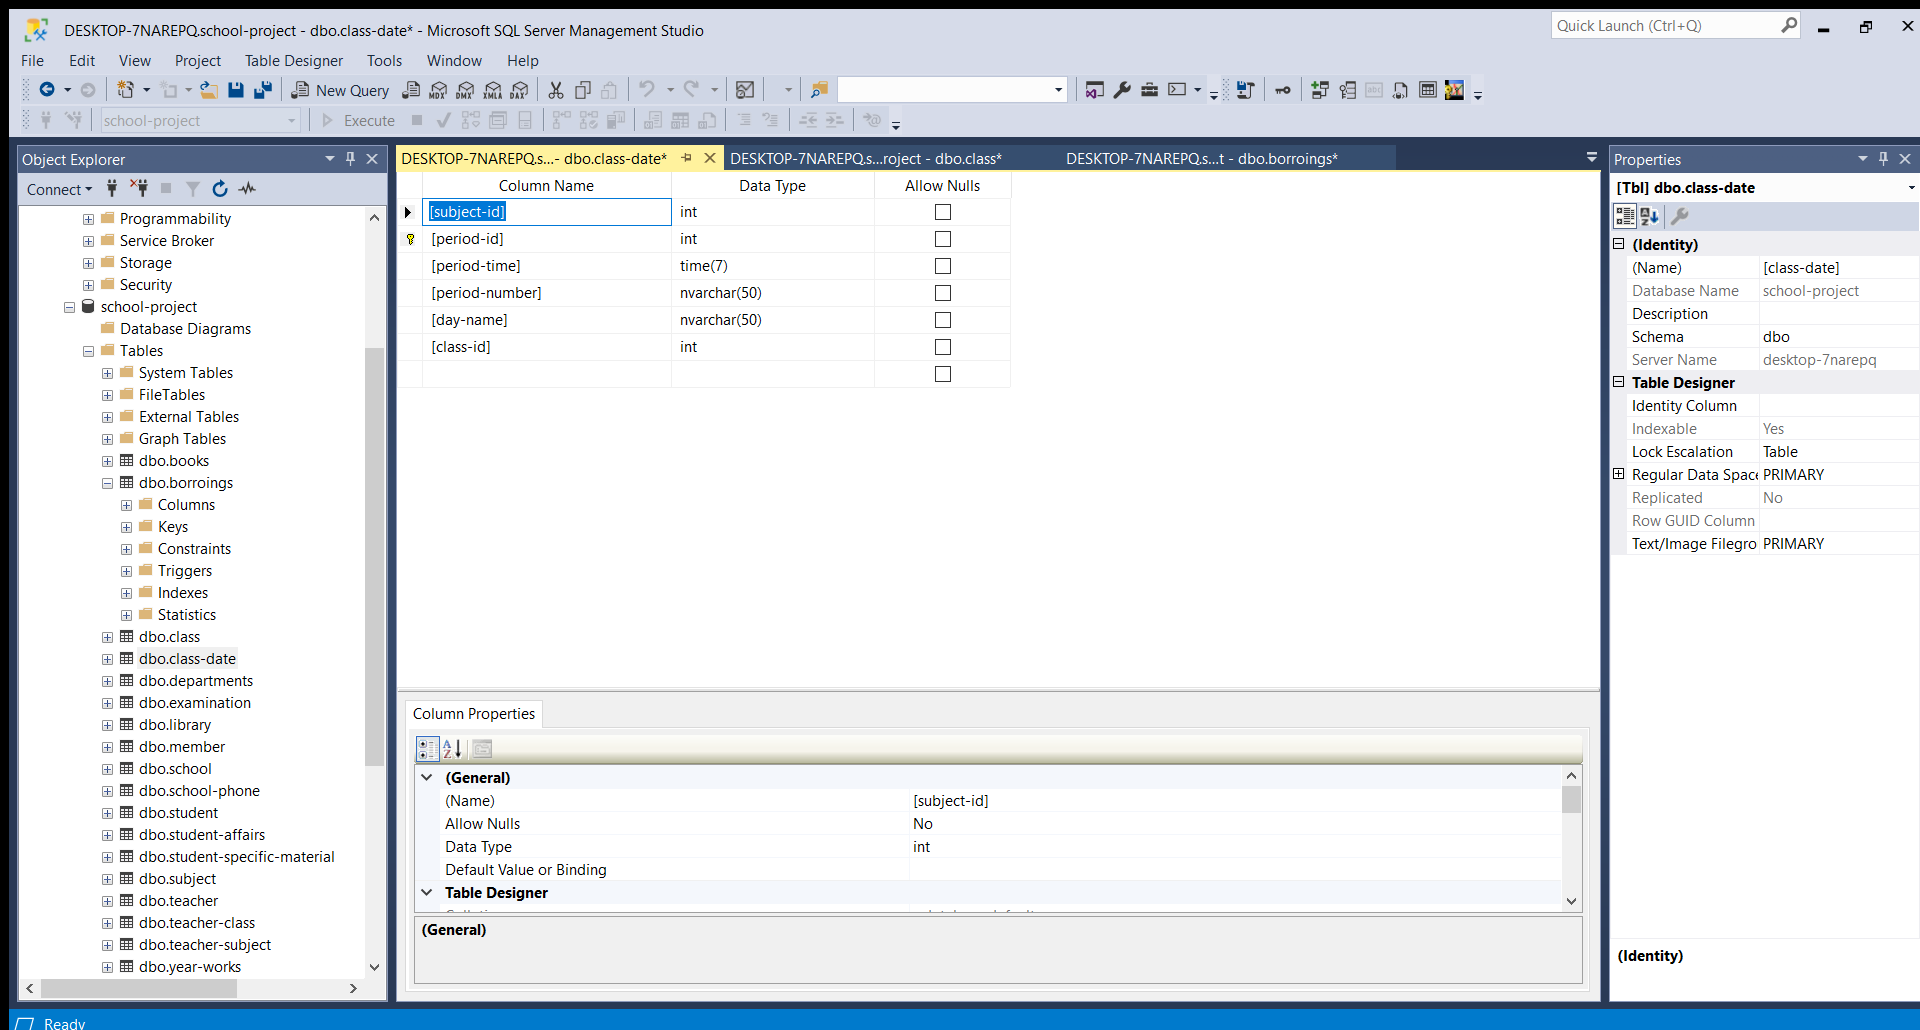 DESKTOP-7NAREPQ.school-project - dbo.class-date* - Microsoft SQL Server Management Studio
Quick Launch (Ctrl+Q)
File Edit View Project Table Designer Tools Window Help
New Query MDX DMX XMLA DAX
school-project Execute
Object Explorer
Connect
Programmability
Service Broker
Storage
Security
school-project
Database Diagrams
Tables
System Tables
FileTables
External Tables
Graph Tables
dbo.books
dbo.borroings
Columns
Keys
Constraints
Triggers
Indexes
Statistics
dbo.class
dbo.class-date
dbo.departments
dbo.examination
dbo.library
dbo.member
dbo.school
dbo.school-phone
dbo.student
dbo.student-affairs
dbo.student-specific-material
dbo.subject
dbo.teacher
dbo.teacher-class
dbo.teacher-subject
dbo.year-works
DESKTOP-7NAREPQ.s...- dbo.class-date* DESKTOP-7NAREPQ.s...roject - dbo.class* DESKTOP-7NAREPQ.s...t - dbo.borroings*
Column Name Data Type Allow Nulls
[subject-id] int
[period-id] int
[period-time] time(7)
[period-number] nvarchar(50)
[day-name] nvarchar(50)
[class-id] int
Column Properties
(General)
(Name) [subject-id]
Allow Nulls No
Data Type int
Default Value or Binding
Table Designer
(General)
Properties
[Tbl] dbo.class-date
(Identity)
(Name) [class-date]
Database Name school-project
Description
Schema dbo
Server Name desktop-7narepq
Table Designer
Identity Column
Indexable Yes
Lock Escalation Table
Regular Data Spac PRIMARY
Replicated No
Row GUID Column
Text/Image Filegro PRIMARY
(Identity)
Ready